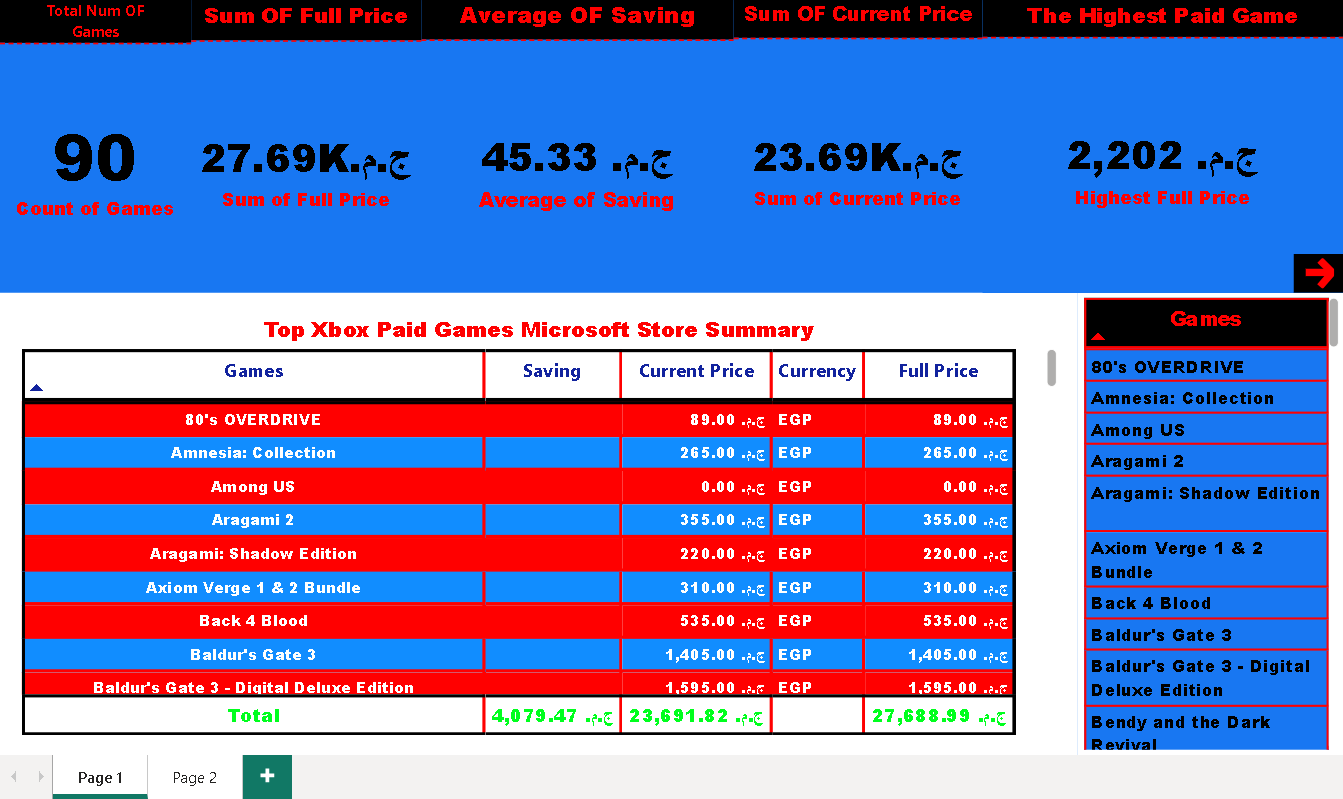 Total Num OF
Games
Sum OF Full Price
Average OF Saving
Sum OF Current Price
The Highest Paid Game
90
Count of Games
27.69K ج.م.
Sum of Full Price
45.33 ج.م.
Average of Saving
23.69K ج.م.
Sum of Current Price
2,202 ج.م.
Highest Full Price
Top Xbox Paid Games Microsoft Store Summary
Games Saving Current Price Currency Full Price
80's OVERDRIVE 89.00 ج.م. EGP 89.00 ج.م.
Amnesia: Collection 265.00 ج.م. EGP 265.00 ج.م.
Among US 0.00 ج.م. EGP 0.00 ج.م.
Aragami 2 355.00 ج.م. EGP 355.00 ج.م.
Aragami: Shadow Edition 220.00 ج.م. EGP 220.00 ج.م.
Axiom Verge 1 & 2 Bundle 310.00 ج.م. EGP 310.00 ج.م.
Back 4 Blood 535.00 ج.م. EGP 535.00 ج.م.
Baldur's Gate 3 1,405.00 ج.م. EGP 1,405.00 ج.م.
Baldur's Gate 3 - Digital Deluxe Edition 1,595.00 ج.م. EGP 1,595.00 ج.م.
Total 4,079.47 ج.م. 23,691.82 ج.م. 27,688.99 ج.م.
Games
80's OVERDRIVE
Amnesia: Collection
Among US
Aragami 2
Aragami: Shadow Edition
Axiom Verge 1 & 2
Bundle
Back 4 Blood
Baldur's Gate 3
Baldur's Gate 3 - Digital
Deluxe Edition
Bendy and the Dark
Revival
Page 1
Page 2